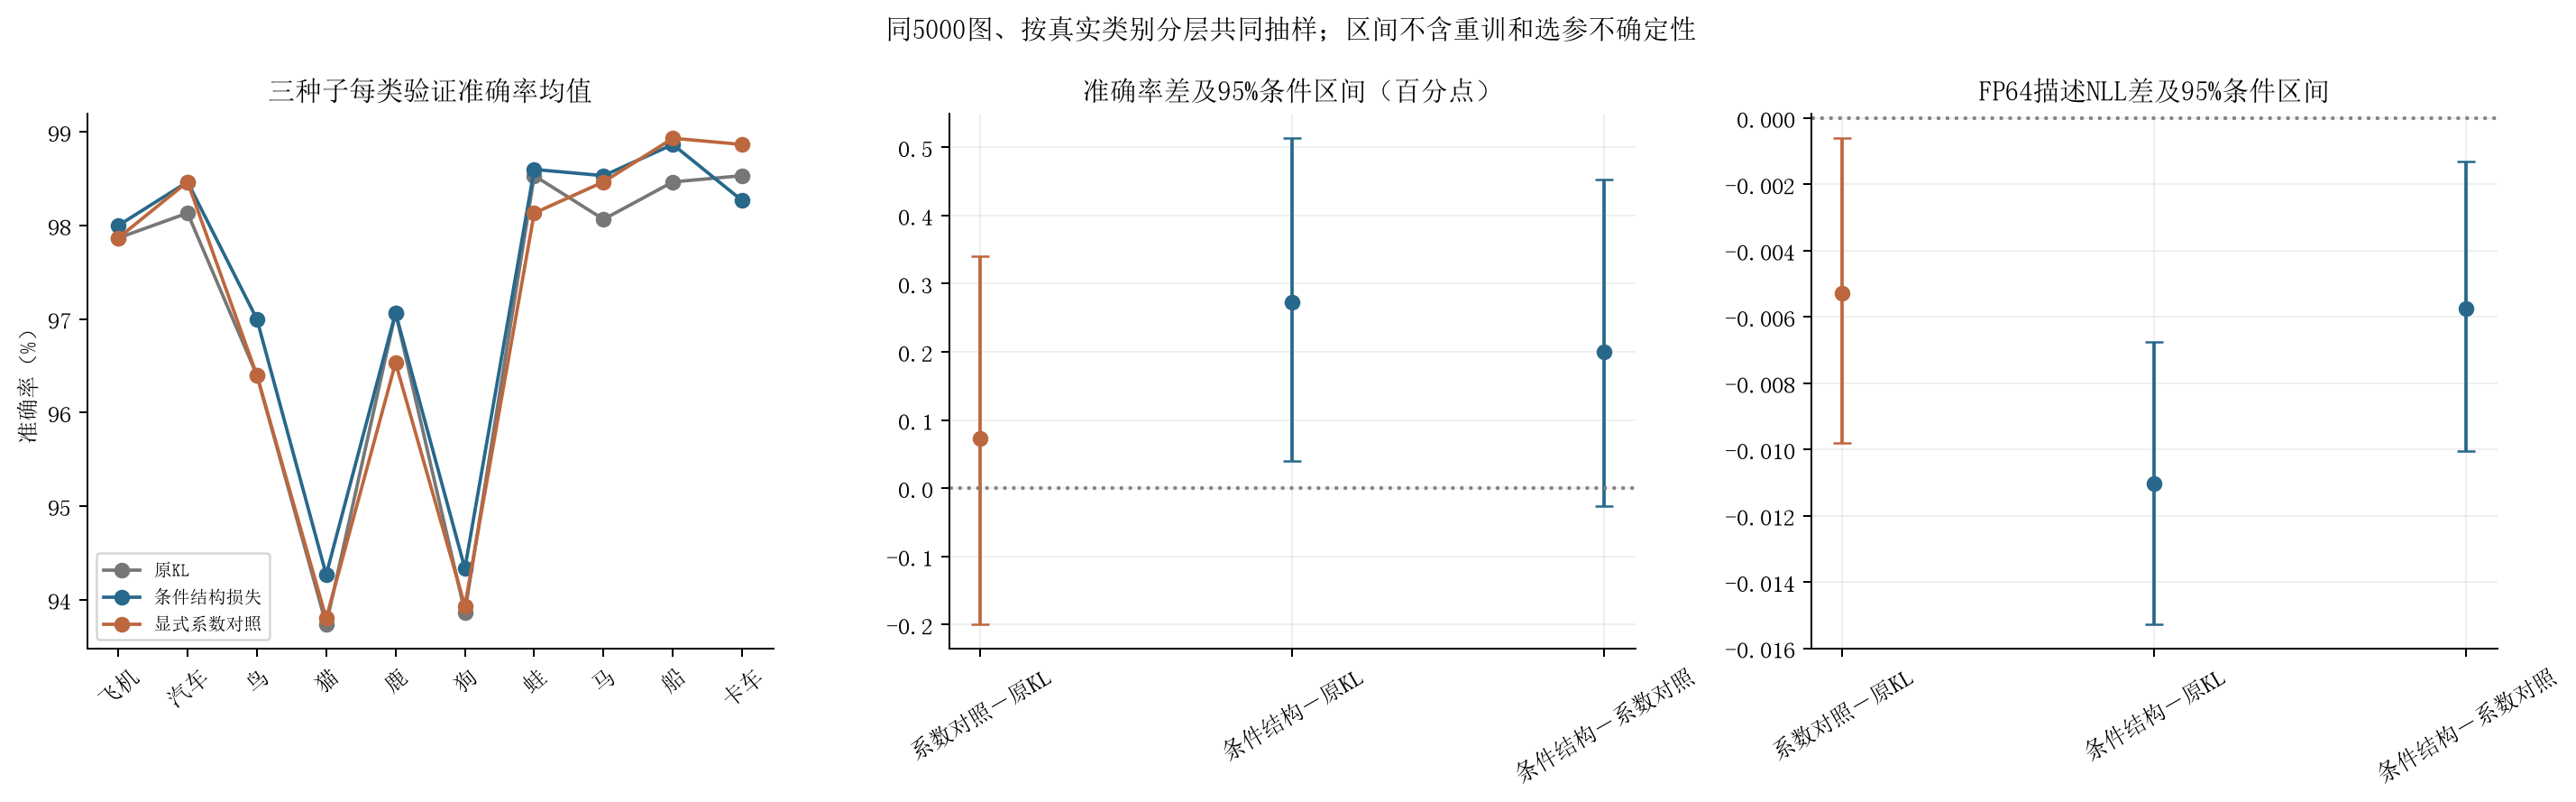 同5000图、按真实类别分层共同抽样；区间不含重训和选参不确定性
三种子每类验证准确率均值
准确率（%）
99
98
97
96
95
94
原KL
条件结构损失
显式系数对照
飞机
汽车
鸟
猫
鹿
狗
蛙
马
船
卡车
准确率差及95%条件区间（百分点）
0.5
0.4
0.3
0.2
0.1
0.0
-0.1
-0.2
系数对照－原KL
条件结构－原KL
条件结构－系数对照
FP64描述NLL差及95%条件区间
0.000
-0.002
-0.004
-0.006
-0.008
-0.010
-0.012
-0.014
-0.016
系数对照－原KL
条件结构－原KL
条件结构－系数对照